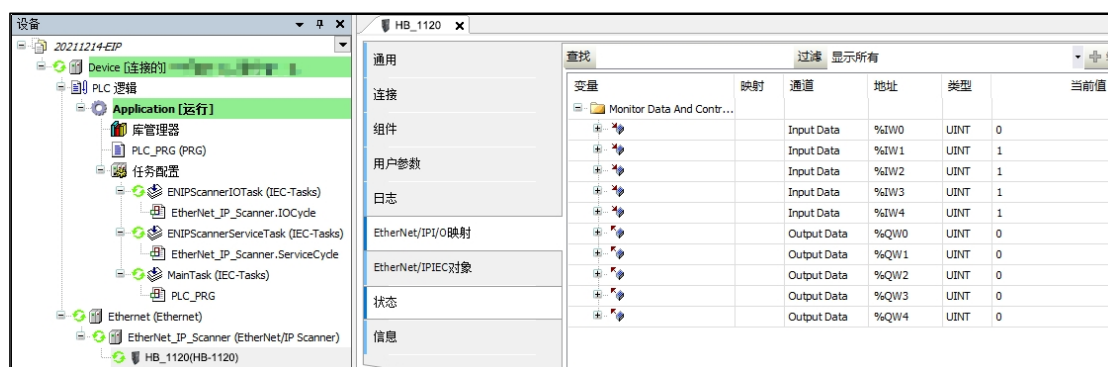 设备
20211214-EIP
Device [连接的]
PLC 逻辑
Application [运行]
库管理器
PLC_PRG (PRG)
任务配置
ENIPScannerIOTask (IEC-Tasks)
EtherNet_IP_Scanner.IOCycle
ENIPScannerServiceTask (IEC-Tasks)
EtherNet_IP_Scanner.ServiceCycle
MainTask (IEC-Tasks)
PLC_PRG
Ethernet (Ethernet)
EtherNet_IP_Scanner (EtherNet/IP Scanner)
HB_1120(HB-1120)
HB_1120
通用
连接
组件
用户参数
日志
EtherNet/IPI/O映射
EtherNet/IPIEC对象
状态
信息
查找 过滤 显示所有
变量 映射 通道 地址 类型 当前值
Monitor Data And Contr...
Input Data %IW0 UINT 0
Input Data %IW1 UINT 1
Input Data %IW2 UINT 1
Input Data %IW3 UINT 1
Input Data %IW4 UINT 1
Output Data %QW0 UINT 0
Output Data %QW1 UINT 0
Output Data %QW2 UINT 0
Output Data %QW3 UINT 0
Output Data %QW4 UINT 0